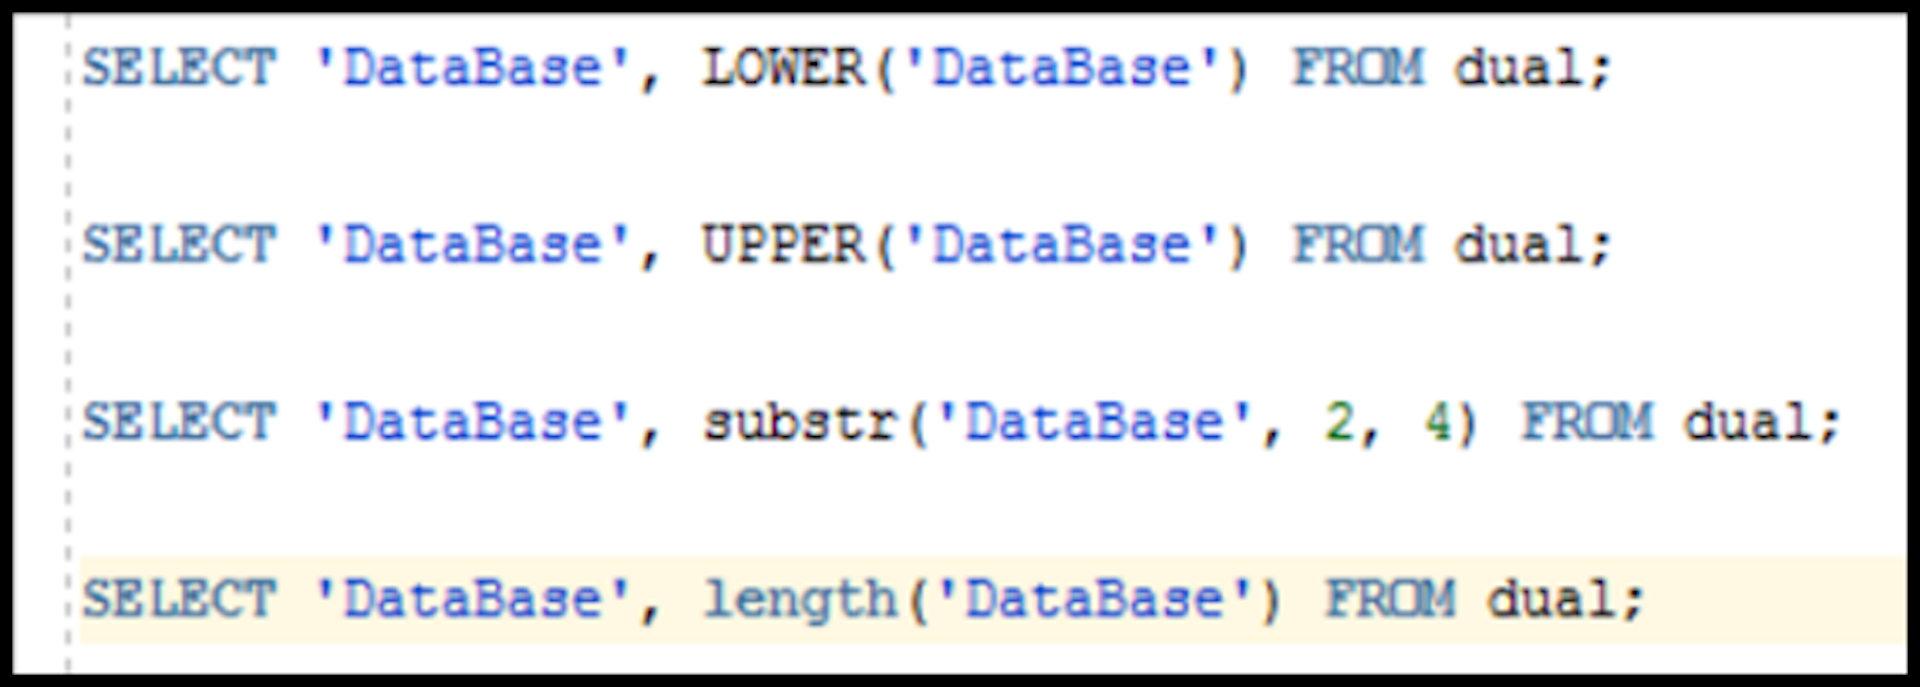 SELECT 'DataBase', LOWER('DataBase') FROM dual;
SELECT 'DataBase', UPPER('DataBase') FROM dual;
SELECT 'DataBase', substr('DataBase', 2, 4) FROM dual;
SELECT 'DataBase', length('DataBase') FROM dual;